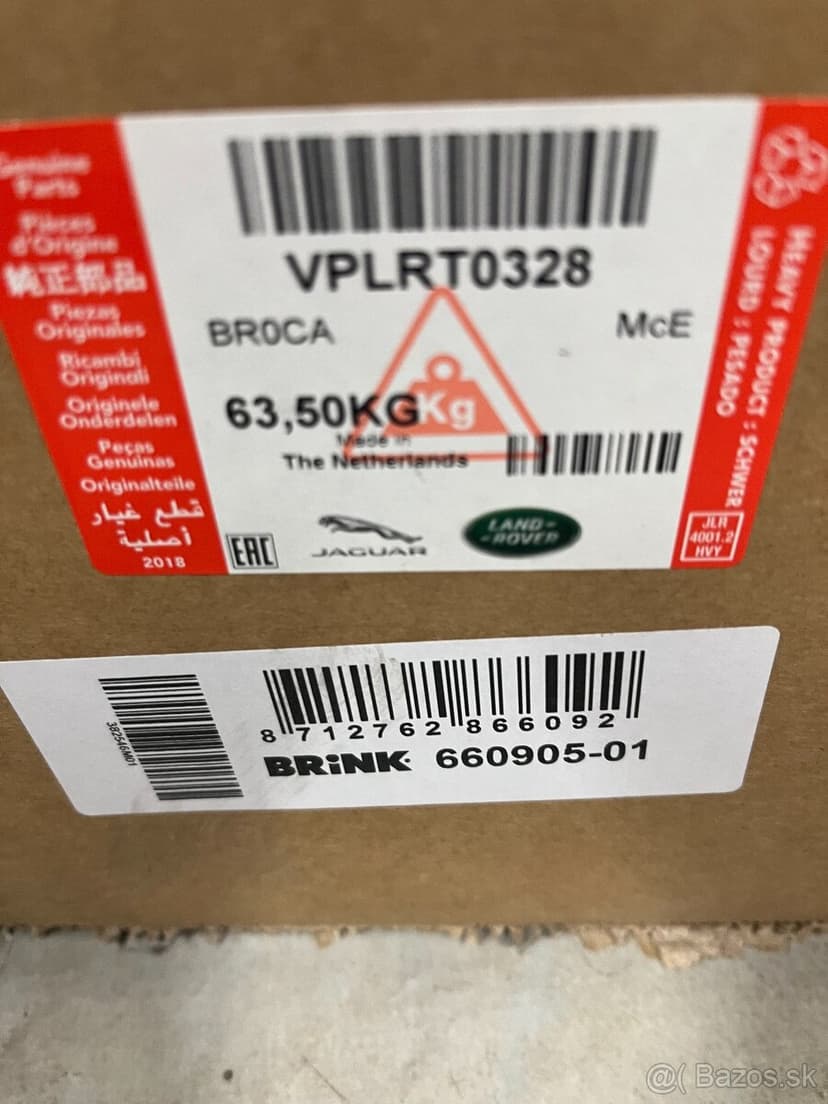 Genuine
Parts
Pièces
d'Origine
純正部品
Piezas
Originales
Ricambi
Originali
Originele
Onderdelen
Peças
Genuínas
Originalteile
قطع غيار
أصلية
2018
VPLRT0328
BR0CA
McE
63,50KG
Kg
Made in
The Netherlands
EAC
JAGUAR
LAND-
-ROVER
HEAVY PRODUCT : SCHWER
LOURD : PESADO
JLR
4001.2
HVY
382546M01
8 712762 866092
BRINK 660905-01
@( Bazos.sk